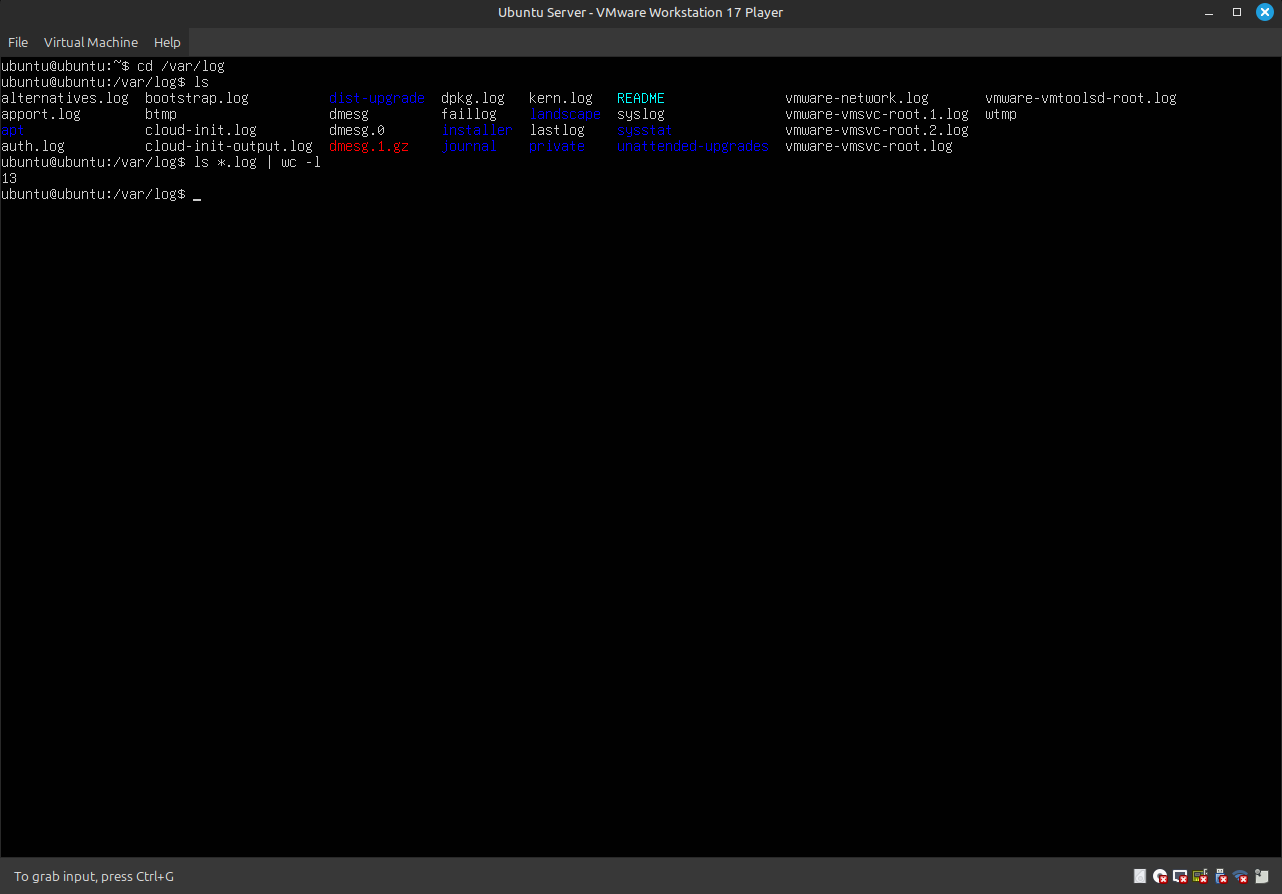 Ubuntu Server - VMware Workstation 17 Player
File Virtual Machine Help
ubuntu@ubuntu:~$ cd /var/log
ubuntu@ubuntu:/var/log$ ls
alternatives.log bootstrap.log dist-upgrade dpkg.log kern.log README vmware-network.log vmware-vmtoolsd-root.log
apport.log btmp dmesg faillog landscape syslog vmware-vmsvc-root.1.log wtmp
apt cloud-init.log dmesg.0 installer lastlog sysstat vmware-vmsvc-root.2.log
auth.log cloud-init-output.log dmesg.1.gz journal private unattended-upgrades vmware-vmsvc-root.log
ubuntu@ubuntu:/var/log$ ls *.log | wc -l
13
ubuntu@ubuntu:/var/log$ _
To grab input, press Ctrl+G